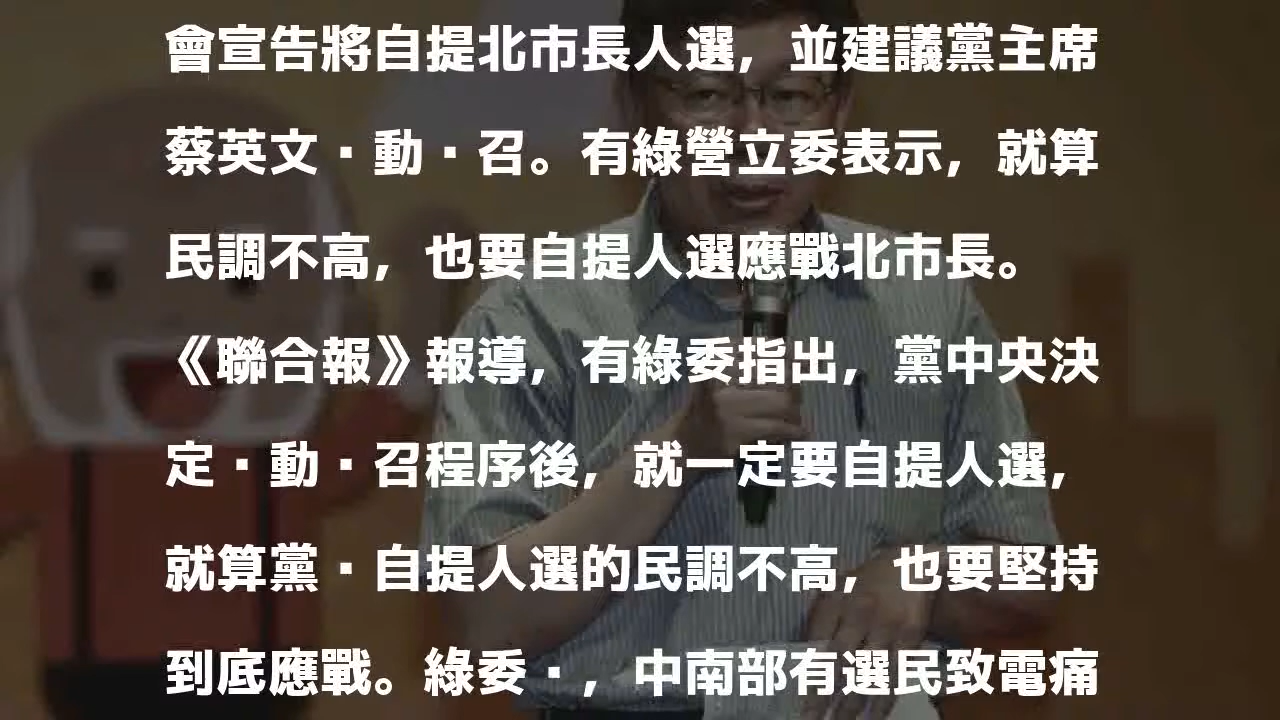 會宣告將自提北市長人選，並建議黨主席
蔡英文·動·召。有綠營立委表示，就算
民調不高，也要自提人選應戰北市長。
《聯合報》報導，有綠委指出，黨中央決
定·動·召程序後，就一定要自提人選，
就算黨·自提人選的民調不高，也要堅持
到底應戰。綠委·，中南部有選民致電痛